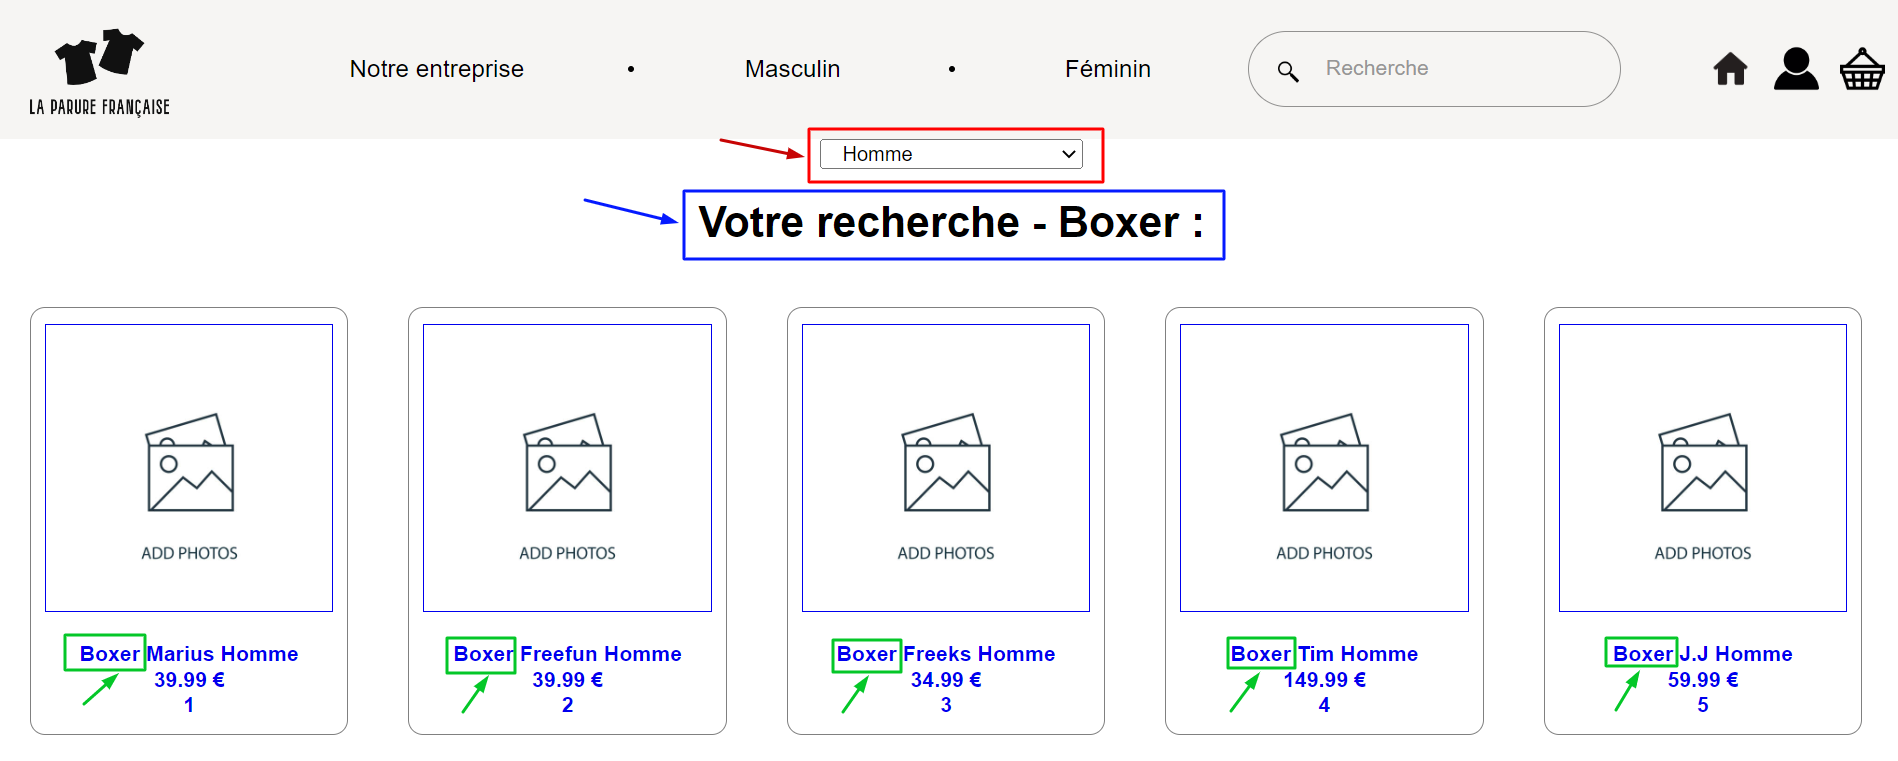 LA PARURE FRANÇAISE
Notre entreprise • Masculin • Féminin
Recherche
Homme
Votre recherche - Boxer :
ADD PHOTOS
Boxer Marius Homme
39.99 €
1
ADD PHOTOS
Boxer Freefun Homme
39.99 €
2
ADD PHOTOS
Boxer Freeks Homme
34.99 €
3
ADD PHOTOS
Boxer Tim Homme
149.99 €
4
ADD PHOTOS
Boxer J.J Homme
59.99 €
5